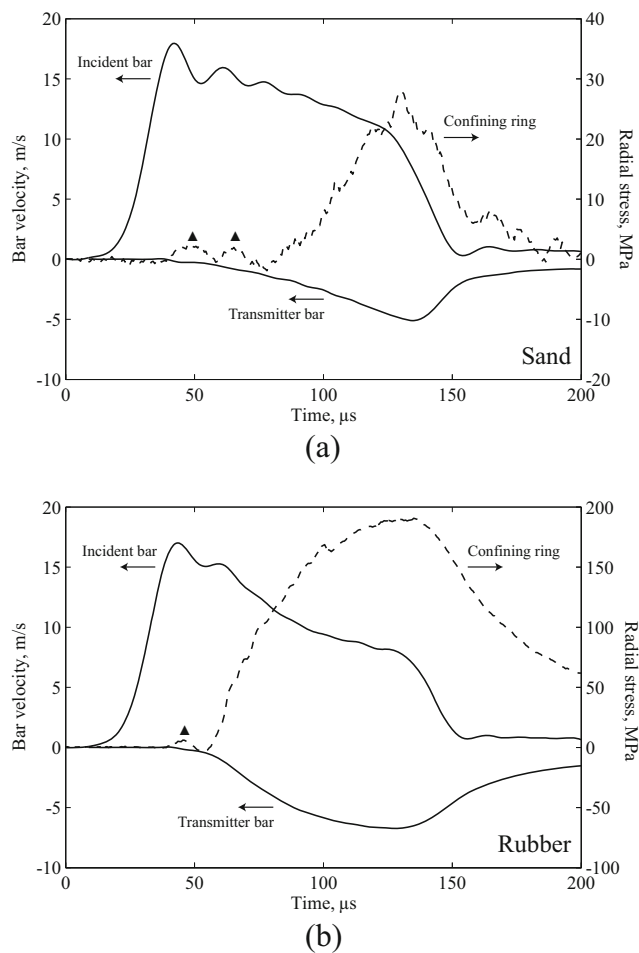 20
40
Incident bar
15
30
10
20
Confining ring
5
10
0
0
Transmitter bar
-5
-10
Sand
-10
-20
0
50
100
150
200
Bar velocity, m/s
Radial stress, MPa
Time, µs
(a)
20
200
Incident bar
Confining ring
15
150
10
100
5
50
0
0
-5
-50
Transmitter bar
Rubber
-10
-100
0
50
100
150
200
Bar velocity, m/s
Radial stress, MPa
Time, µs
(b)